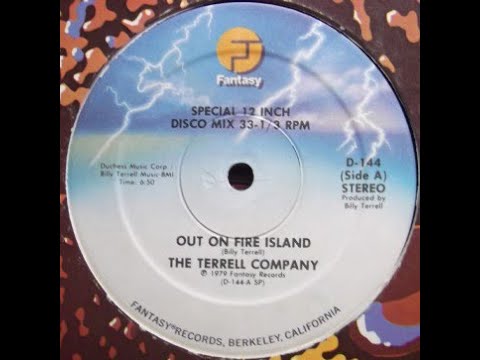 Fantasy
SPECIAL 12 INCH
DISCO MIX 33-1/3 RPM
Duchess Music Corp./
Billy Terrell Music BMI
Time: 6:50
D-144
(Side A)
STEREO
Produced by
Billy Terrell
OUT ON FIRE ISLAND
(Billy Terrell)
THE TERRELL COMPANY
℗ 1979 Fantasy Records
(D-144-A SP)
FANTASY® RECORDS, BERKELEY, CALIFORNIA